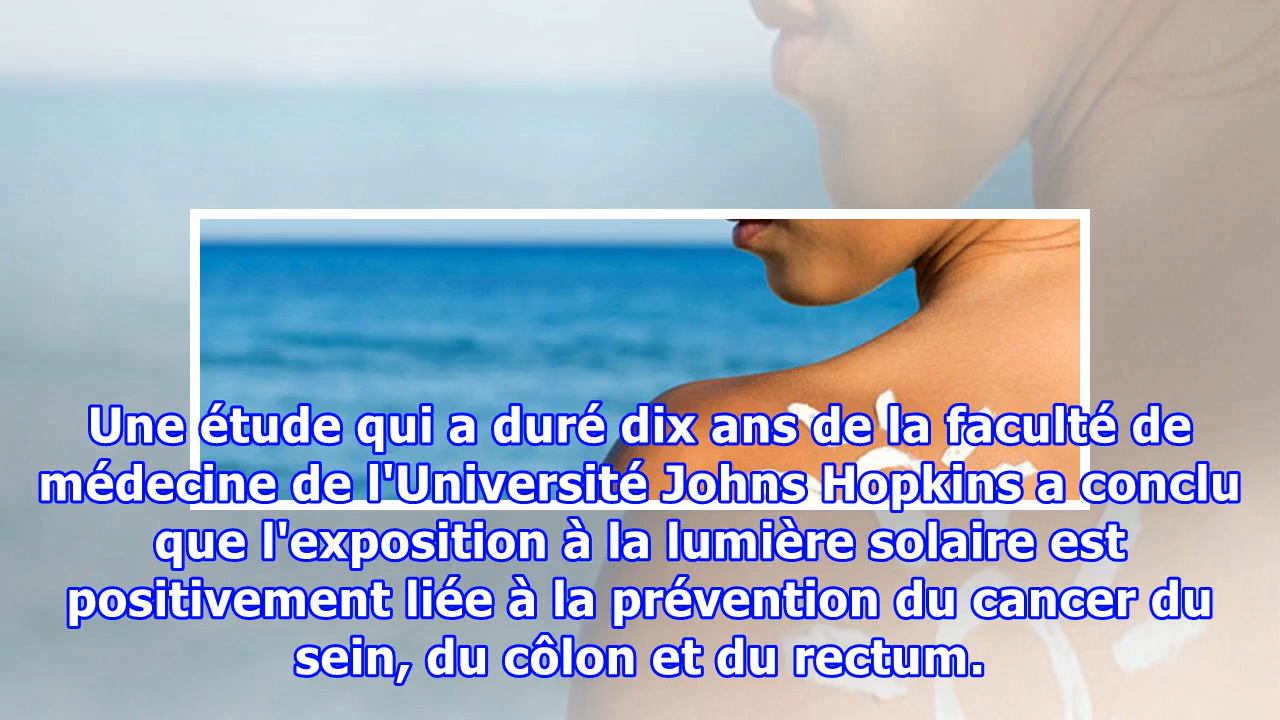 Une étude qui a duré dix ans de la faculté de
médecine de l'Université Johns Hopkins a conclu
que l'exposition à la lumière solaire est
positivement liée à la prévention du cancer du
sein, du côlon et du rectum.